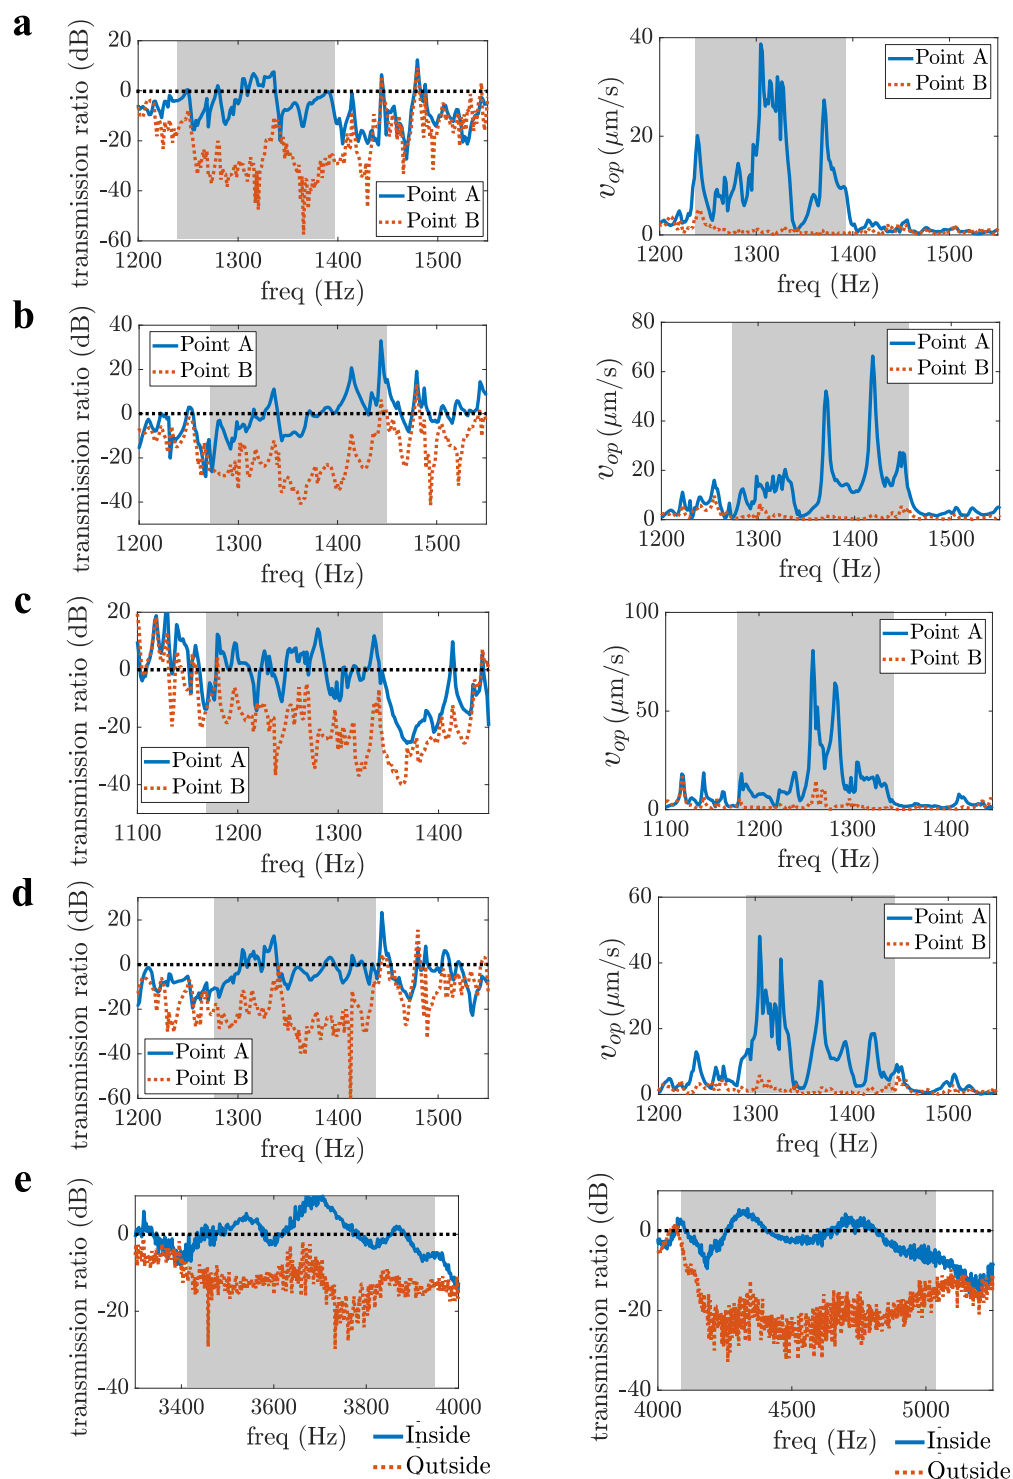 a
transmission ratio (dB)
20
0
-20
-40
-60
Point A
Point B
1200 1300 1400 1500
freq (Hz)
v_op (μm/s)
40
20
0
Point A
Point B
1200 1300 1400 1500
freq (Hz)
b
transmission ratio (dB)
40
20
0
-20
-40
Point A
Point B
1200 1300 1400 1500
freq (Hz)
v_op (μm/s)
80
60
40
20
0
Point A
Point B
1200 1300 1400 1500
freq (Hz)
c
transmission ratio (dB)
20
0
-20
-40
Point A
Point B
1100 1200 1300 1400
freq (Hz)
v_op (μm/s)
100
50
0
Point A
Point B
1100 1200 1300 1400
freq (Hz)
d
transmission ratio (dB)
20
0
-20
-40
-60
Point A
Point B
1200 1300 1400 1500
freq (Hz)
v_op (μm/s)
60
40
20
0
Point A
Point B
1200 1300 1400 1500
freq (Hz)
e
transmission ratio (dB)
0
-20
-40
3400 3600 3800 4000
freq (Hz)
Inside
Outside
transmission ratio (dB)
20
0
-20
-40
4000 4500 5000
freq (Hz)
Inside
Outside